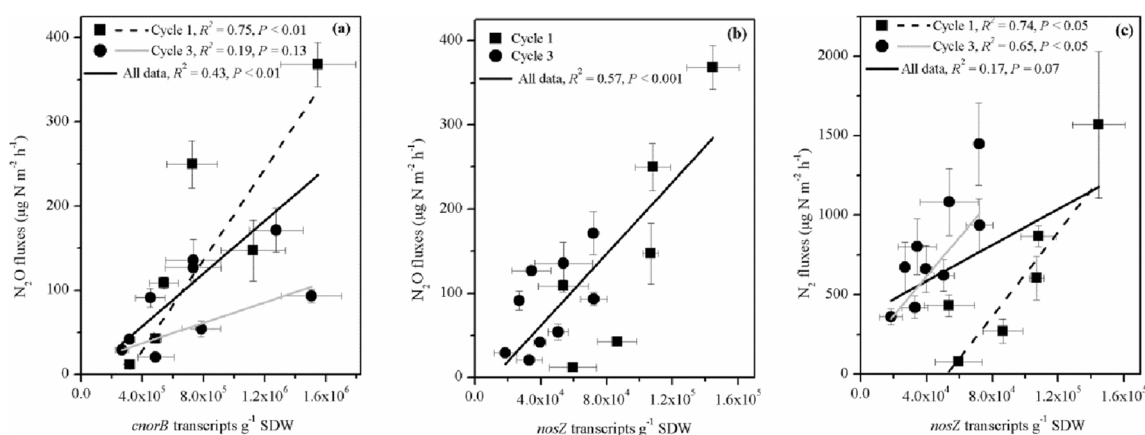 (a)
Cycle 1, R² = 0.75, P < 0.01
Cycle 3, R² = 0.19, P = 0.13
All data, R² = 0.43, P < 0.01
N₂O fluxes (µg N m⁻² h⁻¹)
400
300
200
100
0
0.0 4.0x10⁵ 8.0x10⁵ 1.2x10⁶ 1.6x10⁶
cnorB transcripts g⁻¹ SDW
(b)
Cycle 1
Cycle 3
All data, R² = 0.57, P < 0.001
N₂O fluxes (µg N m⁻² h⁻¹)
400
300
200
100
0
0.0 4.0x10⁴ 8.0x10⁴ 1.2x10⁵ 1.6x10⁵
nosZ transcripts g⁻¹ SDW
(c)
Cycle 1, R² = 0.74, P < 0.05
Cycle 3, R² = 0.65, P < 0.05
All data, R² = 0.17, P = 0.07
N₂ fluxes (µg N m⁻² h⁻¹)
2000
1500
1000
500
0
0.0 4.0x10⁴ 8.0x10⁴ 1.2x10⁵ 1.6x10⁵
nosZ transcripts g⁻¹ SDW